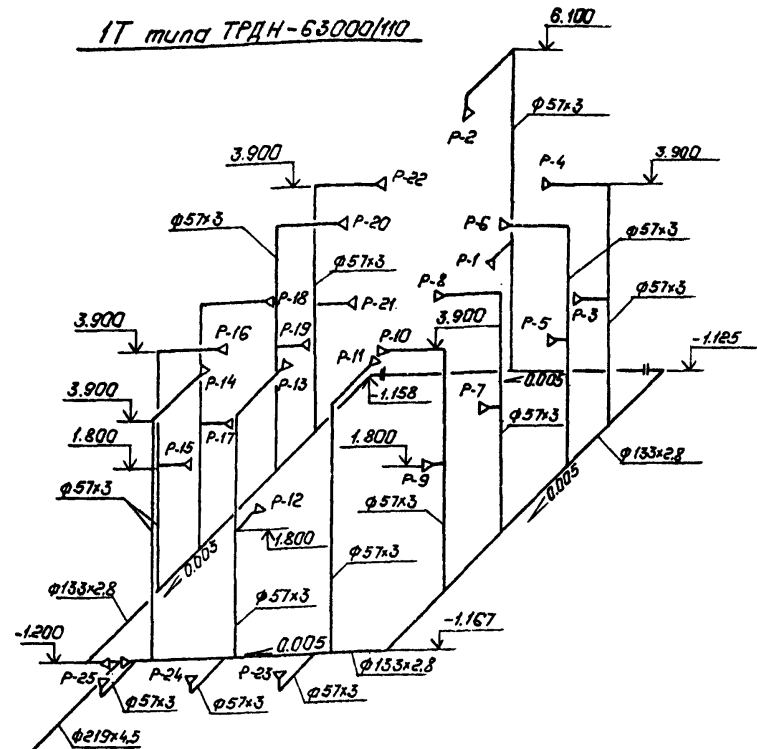 1Т типа ТРДН-63000/110
6.100
ф57х3
Р-2
3.900
Р-22
Р-4
3.900
Р-20
ф57х3
Р-6
ф57х3
ф57х3
Р-1
Р-18
Р-21
Р-8
Р-3
ф57х3
3.900
Р-16
Р-19
Р-10
3.900
Р-5
-1.125
Р-14
Р-13
Р-11
0.005
3.900
-1.158
Р-7
ф57х3
1.800
Р-15
Р-17
1.800
Р-9
ф133х2.8
ф57х3
Р-12
ф57х3
0.005
1.800
0.005
ф57х3
ф133х2.8
ф57х3
-1.200
0.005
-1.167
Р-25
Р-24
Р-23
ф133х2.8
ф57х3
ф57х3
ф57х3
ф219х4.5